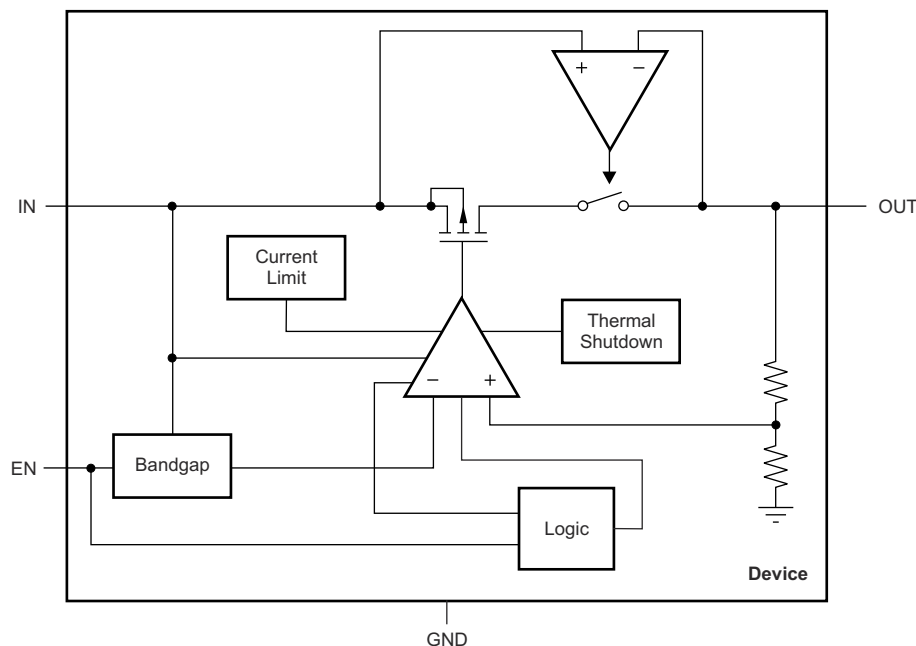 + −
IN
OUT
Current
Limit
Thermal
Shutdown
− +
EN
Bandgap
Logic
Device
GND